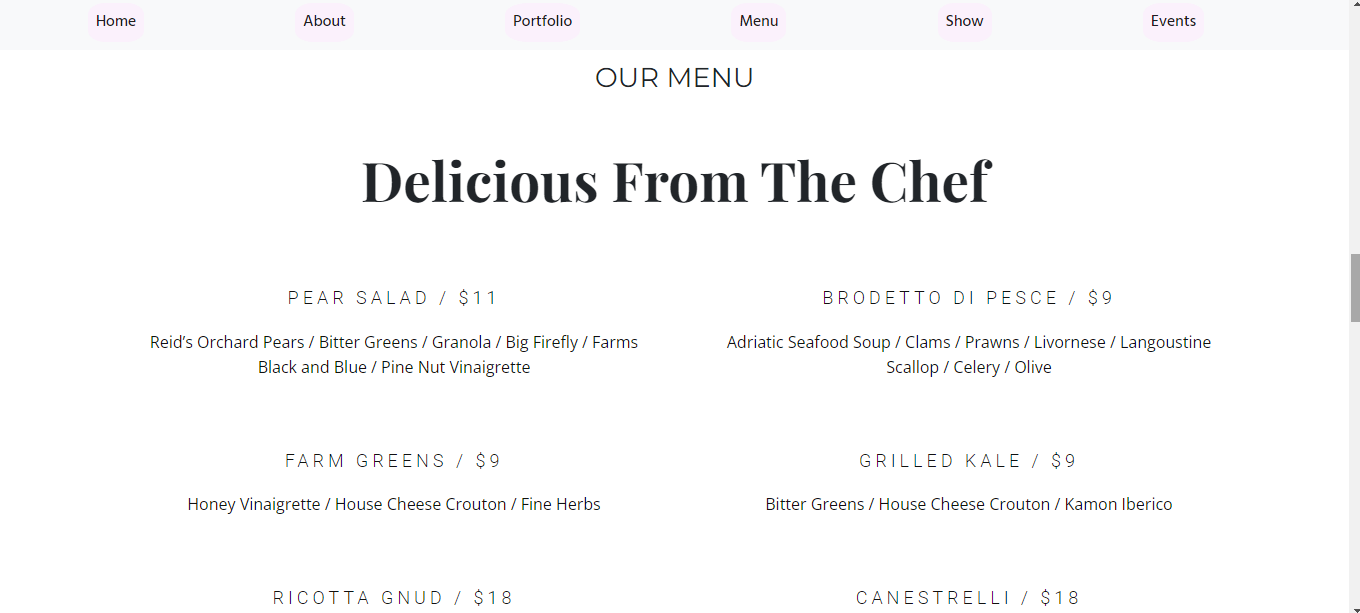 Home About Portfolio Menu Show Events
OUR MENU
Delicious From The Chef
PEAR SALAD / $11
Reid’s Orchard Pears / Bitter Greens / Granola / Big Firefly / Farms
Black and Blue / Pine Nut Vinaigrette
BRODETTO DI PESCE / $9
Adriatic Seafood Soup / Clams / Prawns / Livornese / Langoustine
Scallop / Celery / Olive
FARM GREENS / $9
Honey Vinaigrette / House Cheese Crouton / Fine Herbs
GRILLED KALE / $9
Bitter Greens / House Cheese Crouton / Kamon Iberico
RICOTTA GNUD / $18
CANESTRELLI / $18